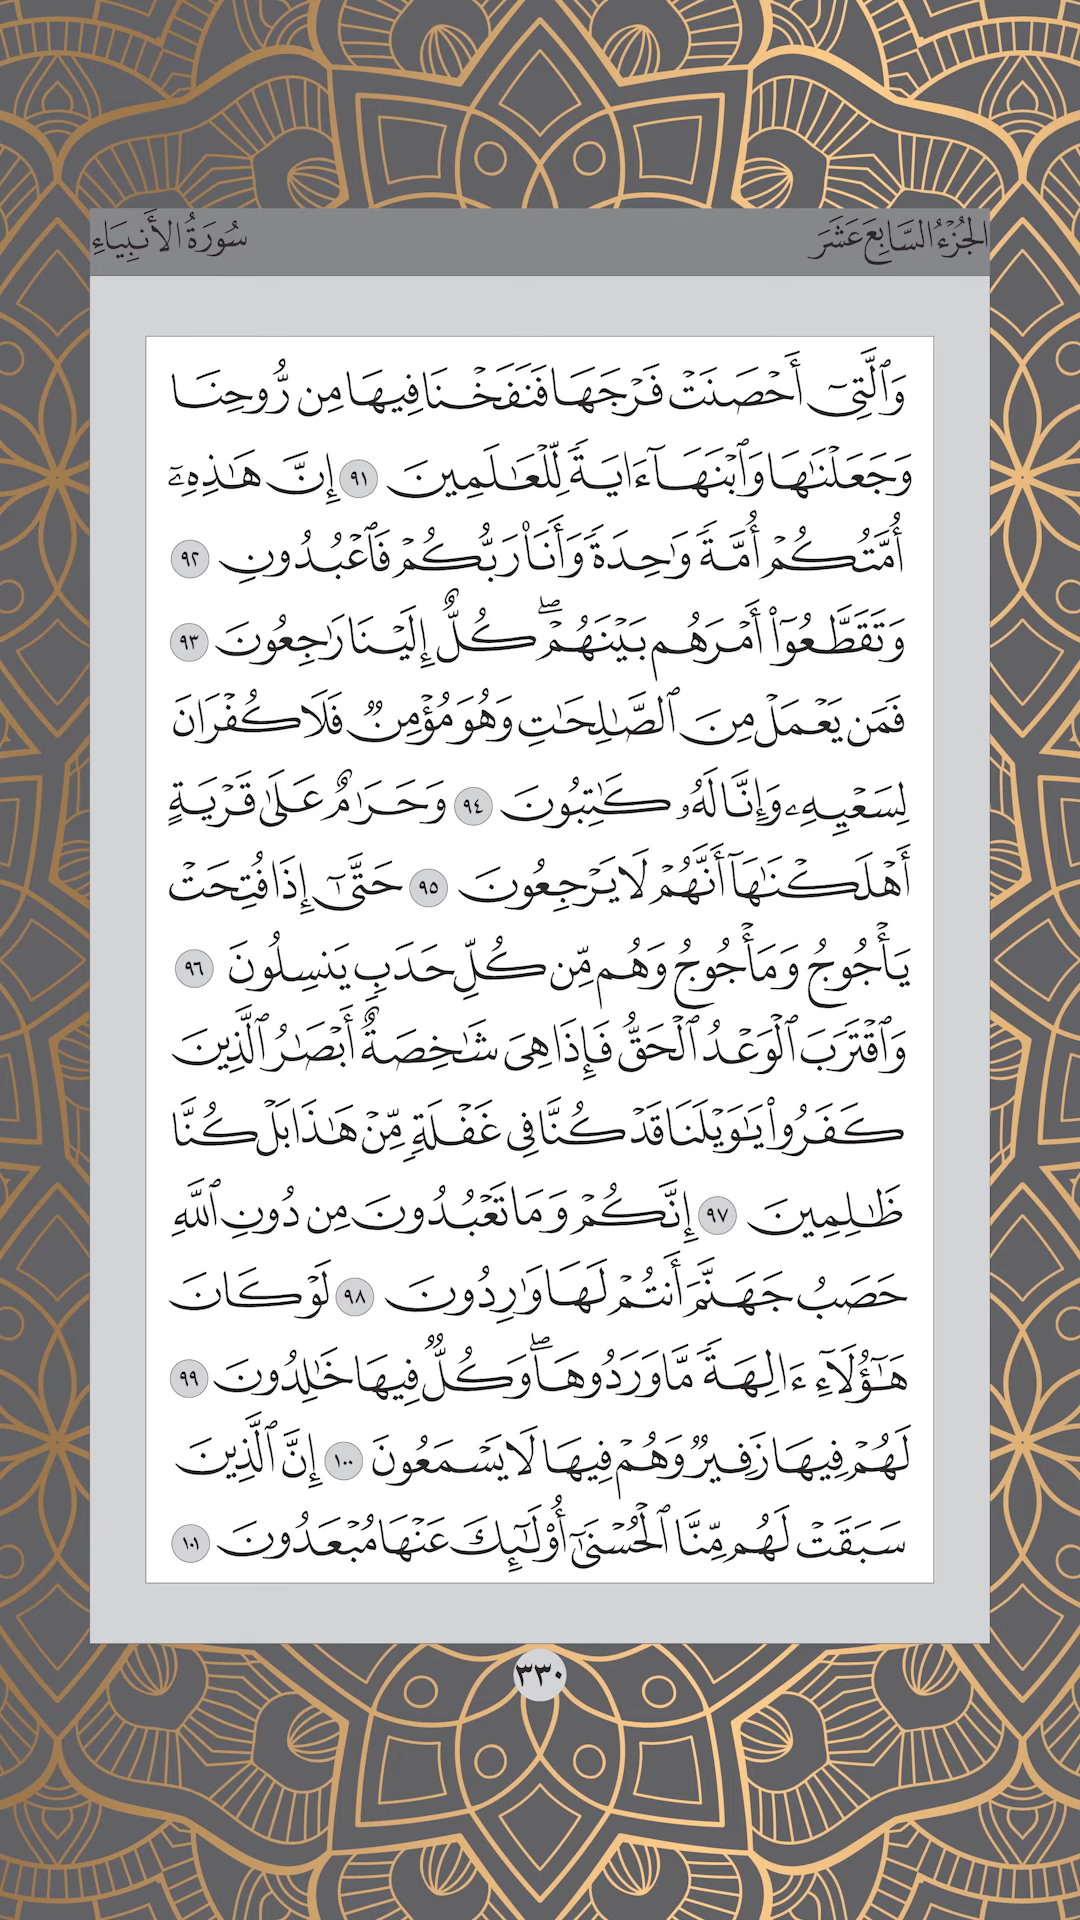 الجُزْءُ السَّابِعَ عَشَرَ
سُورَةُ الأَنبِيَاءِ
وَٱلَّتِىٓ أَحْصَنَتْ فَرْجَهَا فَنَفَخْنَا فِيهَا مِن رُّوحِنَا
وَجَعَلْنَٰهَا وَٱبْنَهَآ ءَايَةً لِّلْعَٰلَمِينَ ٩١ إِنَّ هَٰذِهِۦٓ
أُمَّتُكُمْ أُمَّةً وَٰحِدَةً وَأَنَا۠ رَبُّكُمْ فَٱعْبُدُونِ ٩٢
وَتَقَطَّعُوٓا۟ أَمْرَهُم بَيْنَهُمْ ۖ كُلٌّ إِلَيْنَا رَٰجِعُونَ ٩٣
فَمَن يَعْمَلْ مِنَ ٱلصَّٰلِحَٰتِ وَهُوَ مُؤْمِنٌ فَلَا كُفْرَانَ
لِسَعْيِهِۦ وَإِنَّا لَهُۥ كَٰتِبُونَ ٩٤ وَحَرَٰمٌ عَلَىٰ قَرْيَةٍ
أَهْلَكْنَٰهَآ أَنَّهُمْ لَا يَرْجِعُونَ ٩٥ حَتَّىٰٓ إِذَا فُتِحَتْ
يَأْجُوجُ وَمَأْجُوجُ وَهُم مِّن كُلِّ حَدَبٍ يَنسِلُونَ ٩٦
وَٱقْتَرَبَ ٱلْوَعْدُ ٱلْحَقُّ فَإِذَا هِىَ شَٰخِصَةٌ أَبْصَٰرُ ٱلَّذِينَ
كَفَرُوا۟ يَٰوَيْلَنَا قَدْ كُنَّا فِى غَفْلَةٍ مِّنْ هَٰذَا بَلْ كُنَّا
ظَٰلِمِينَ ٩٧ إِنَّكُمْ وَمَا تَعْبُدُونَ مِن دُونِ ٱللَّهِ
حَصَبُ جَهَنَّمَ أَنتُمْ لَهَا وَٰرِدُونَ ٩٨ لَوْ كَانَ
هَٰٓؤُلَآءِ ءَالِهَةً مَّا وَرَدُوهَا ۖ وَكُلٌّ فِيهَا خَٰلِدُونَ ٩٩
لَهُمْ فِيهَا زَفِيرٌ وَهُمْ فِيهَا لَا يَسْمَعُونَ ١٠٠ إِنَّ ٱلَّذِينَ
سَبَقَتْ لَهُم مِّنَّا ٱلْحُسْنَىٰٓ أُو۟لَٰٓئِكَ عَنْهَا مُبْعَدُونَ ١٠١
٣٣٠